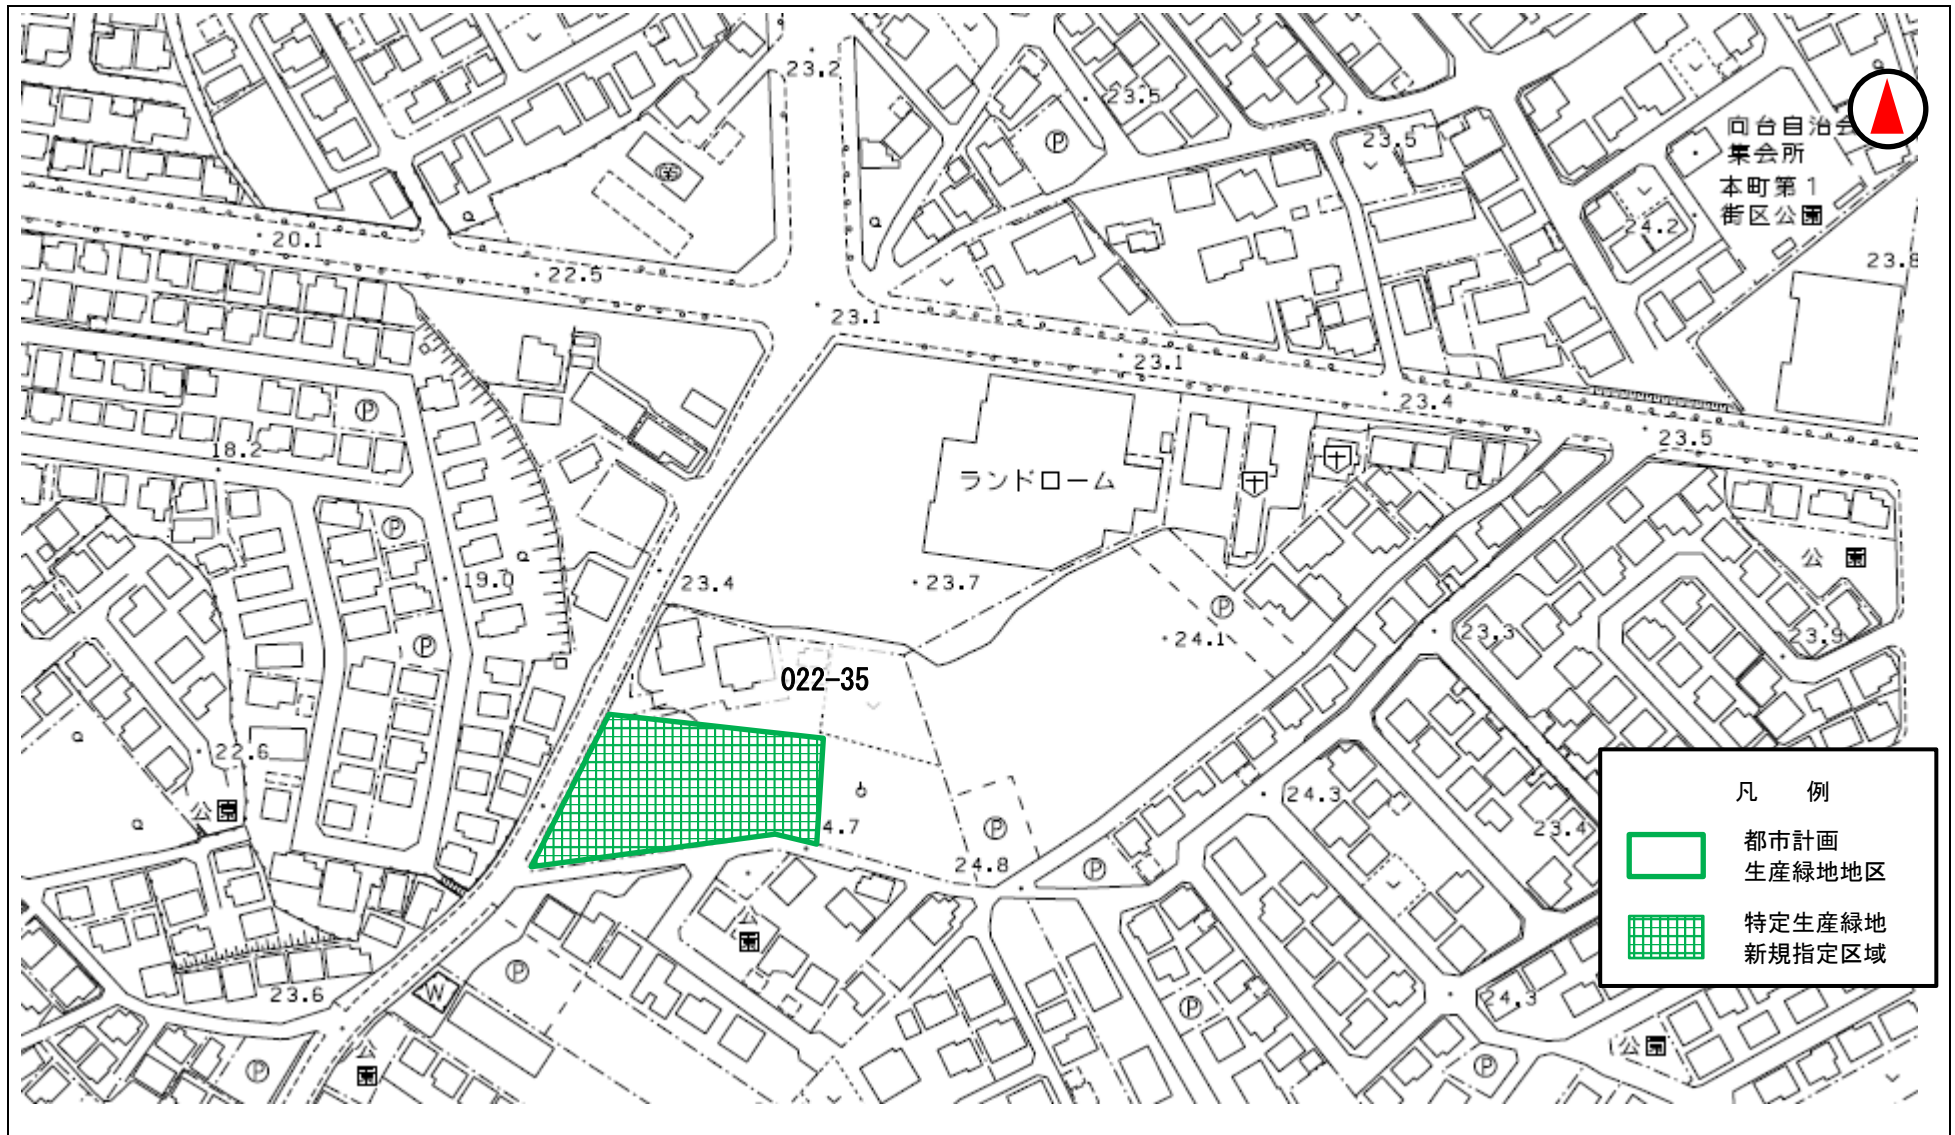 23.2
23.5
23.5
向台自治会
集会所
本町第1
街区公園
24.2
23.8
20.1
22.5
23.1
23.1
23.4
23.5
18.2
ランドローム
公園
19.0
23.4
23.7
24.1
23.3
23.9
022-35
22.6
公園
4.7
24.8
24.3
23.4
公園
23.6
W
24.3
公園
公園
P
P
P
P
P
P
P
P
P
P
P
P
凡 例
都市計画
生産緑地地区
特定生産緑地
新規指定区域